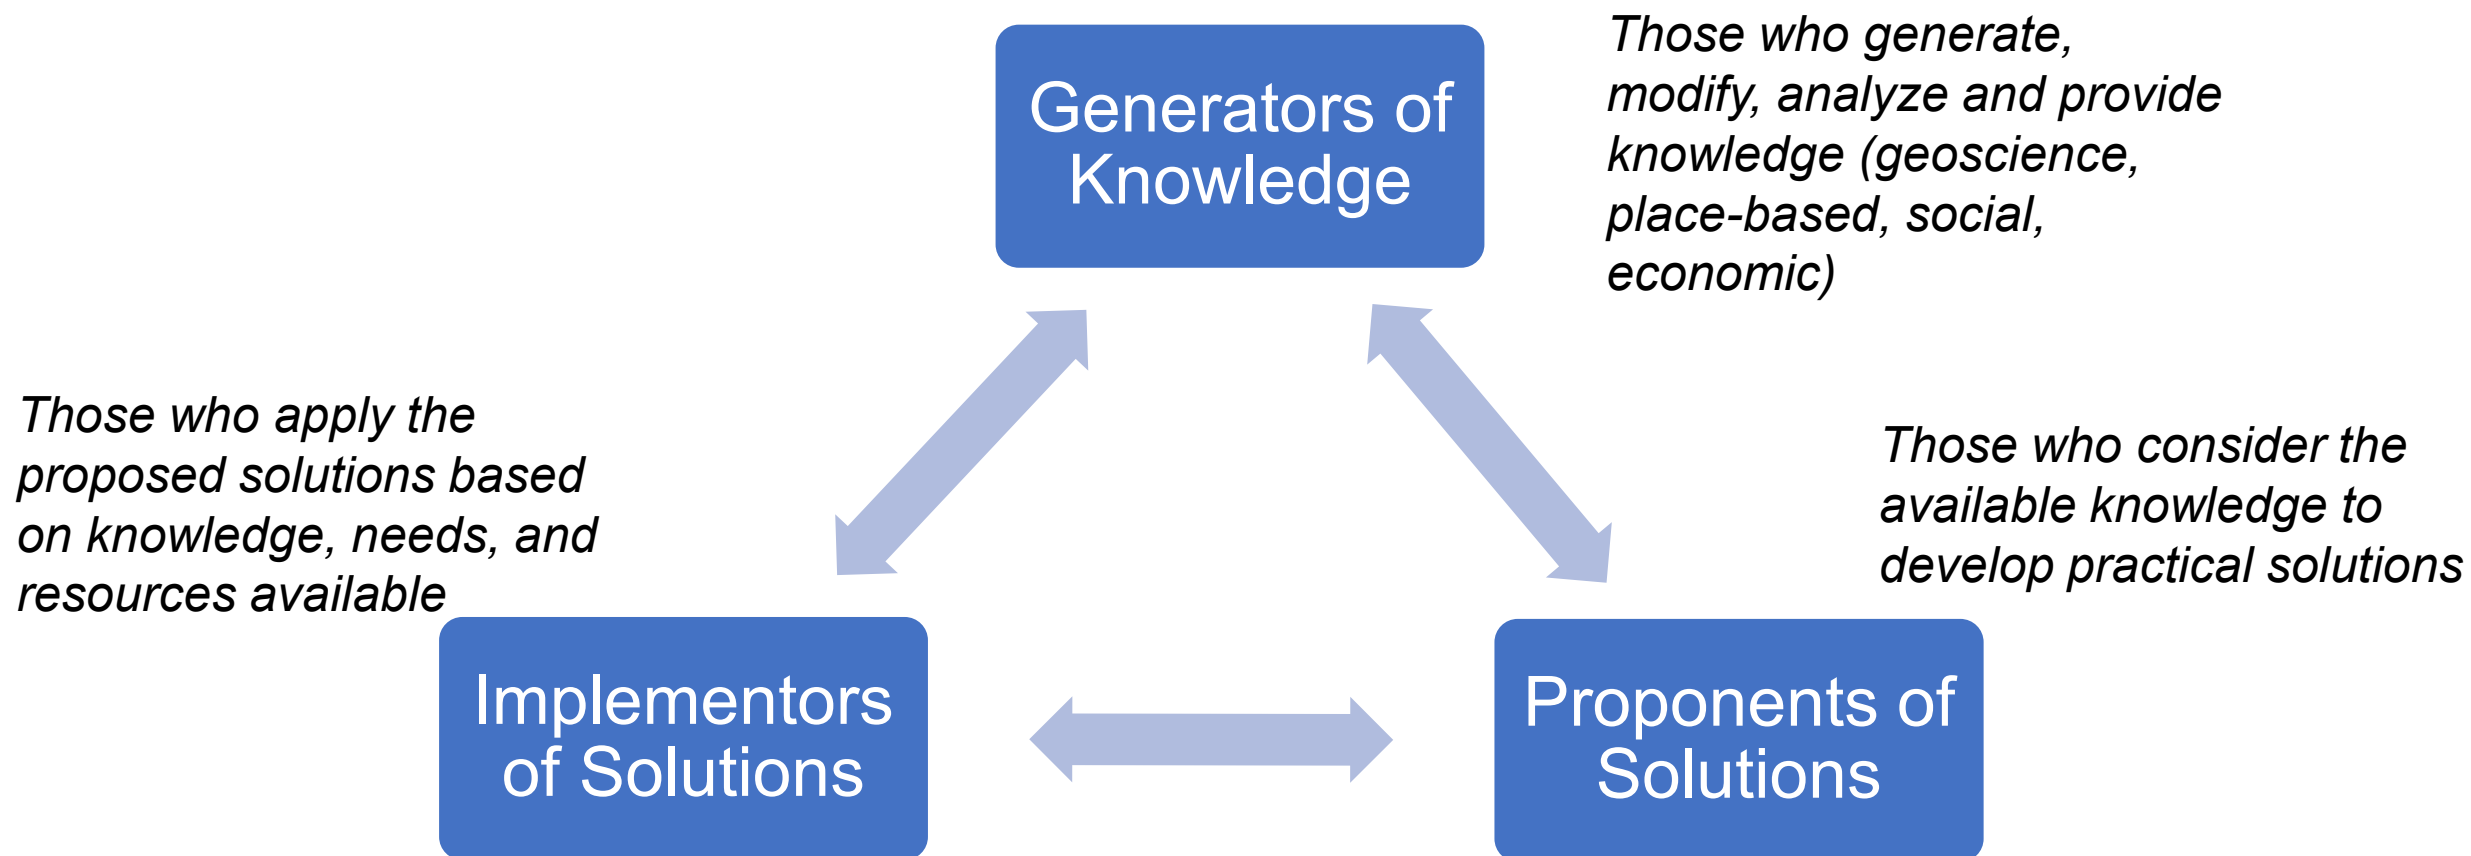 Generators of
Knowledge
Those who generate,
modify, analyze and provide
knowledge (geoscience,
place-based, social,
economic)
Those who apply the
proposed solutions based
on knowledge, needs, and
resources available
Those who consider the
available knowledge to
develop practical solutions
Implementors
of Solutions
Proponents of
Solutions